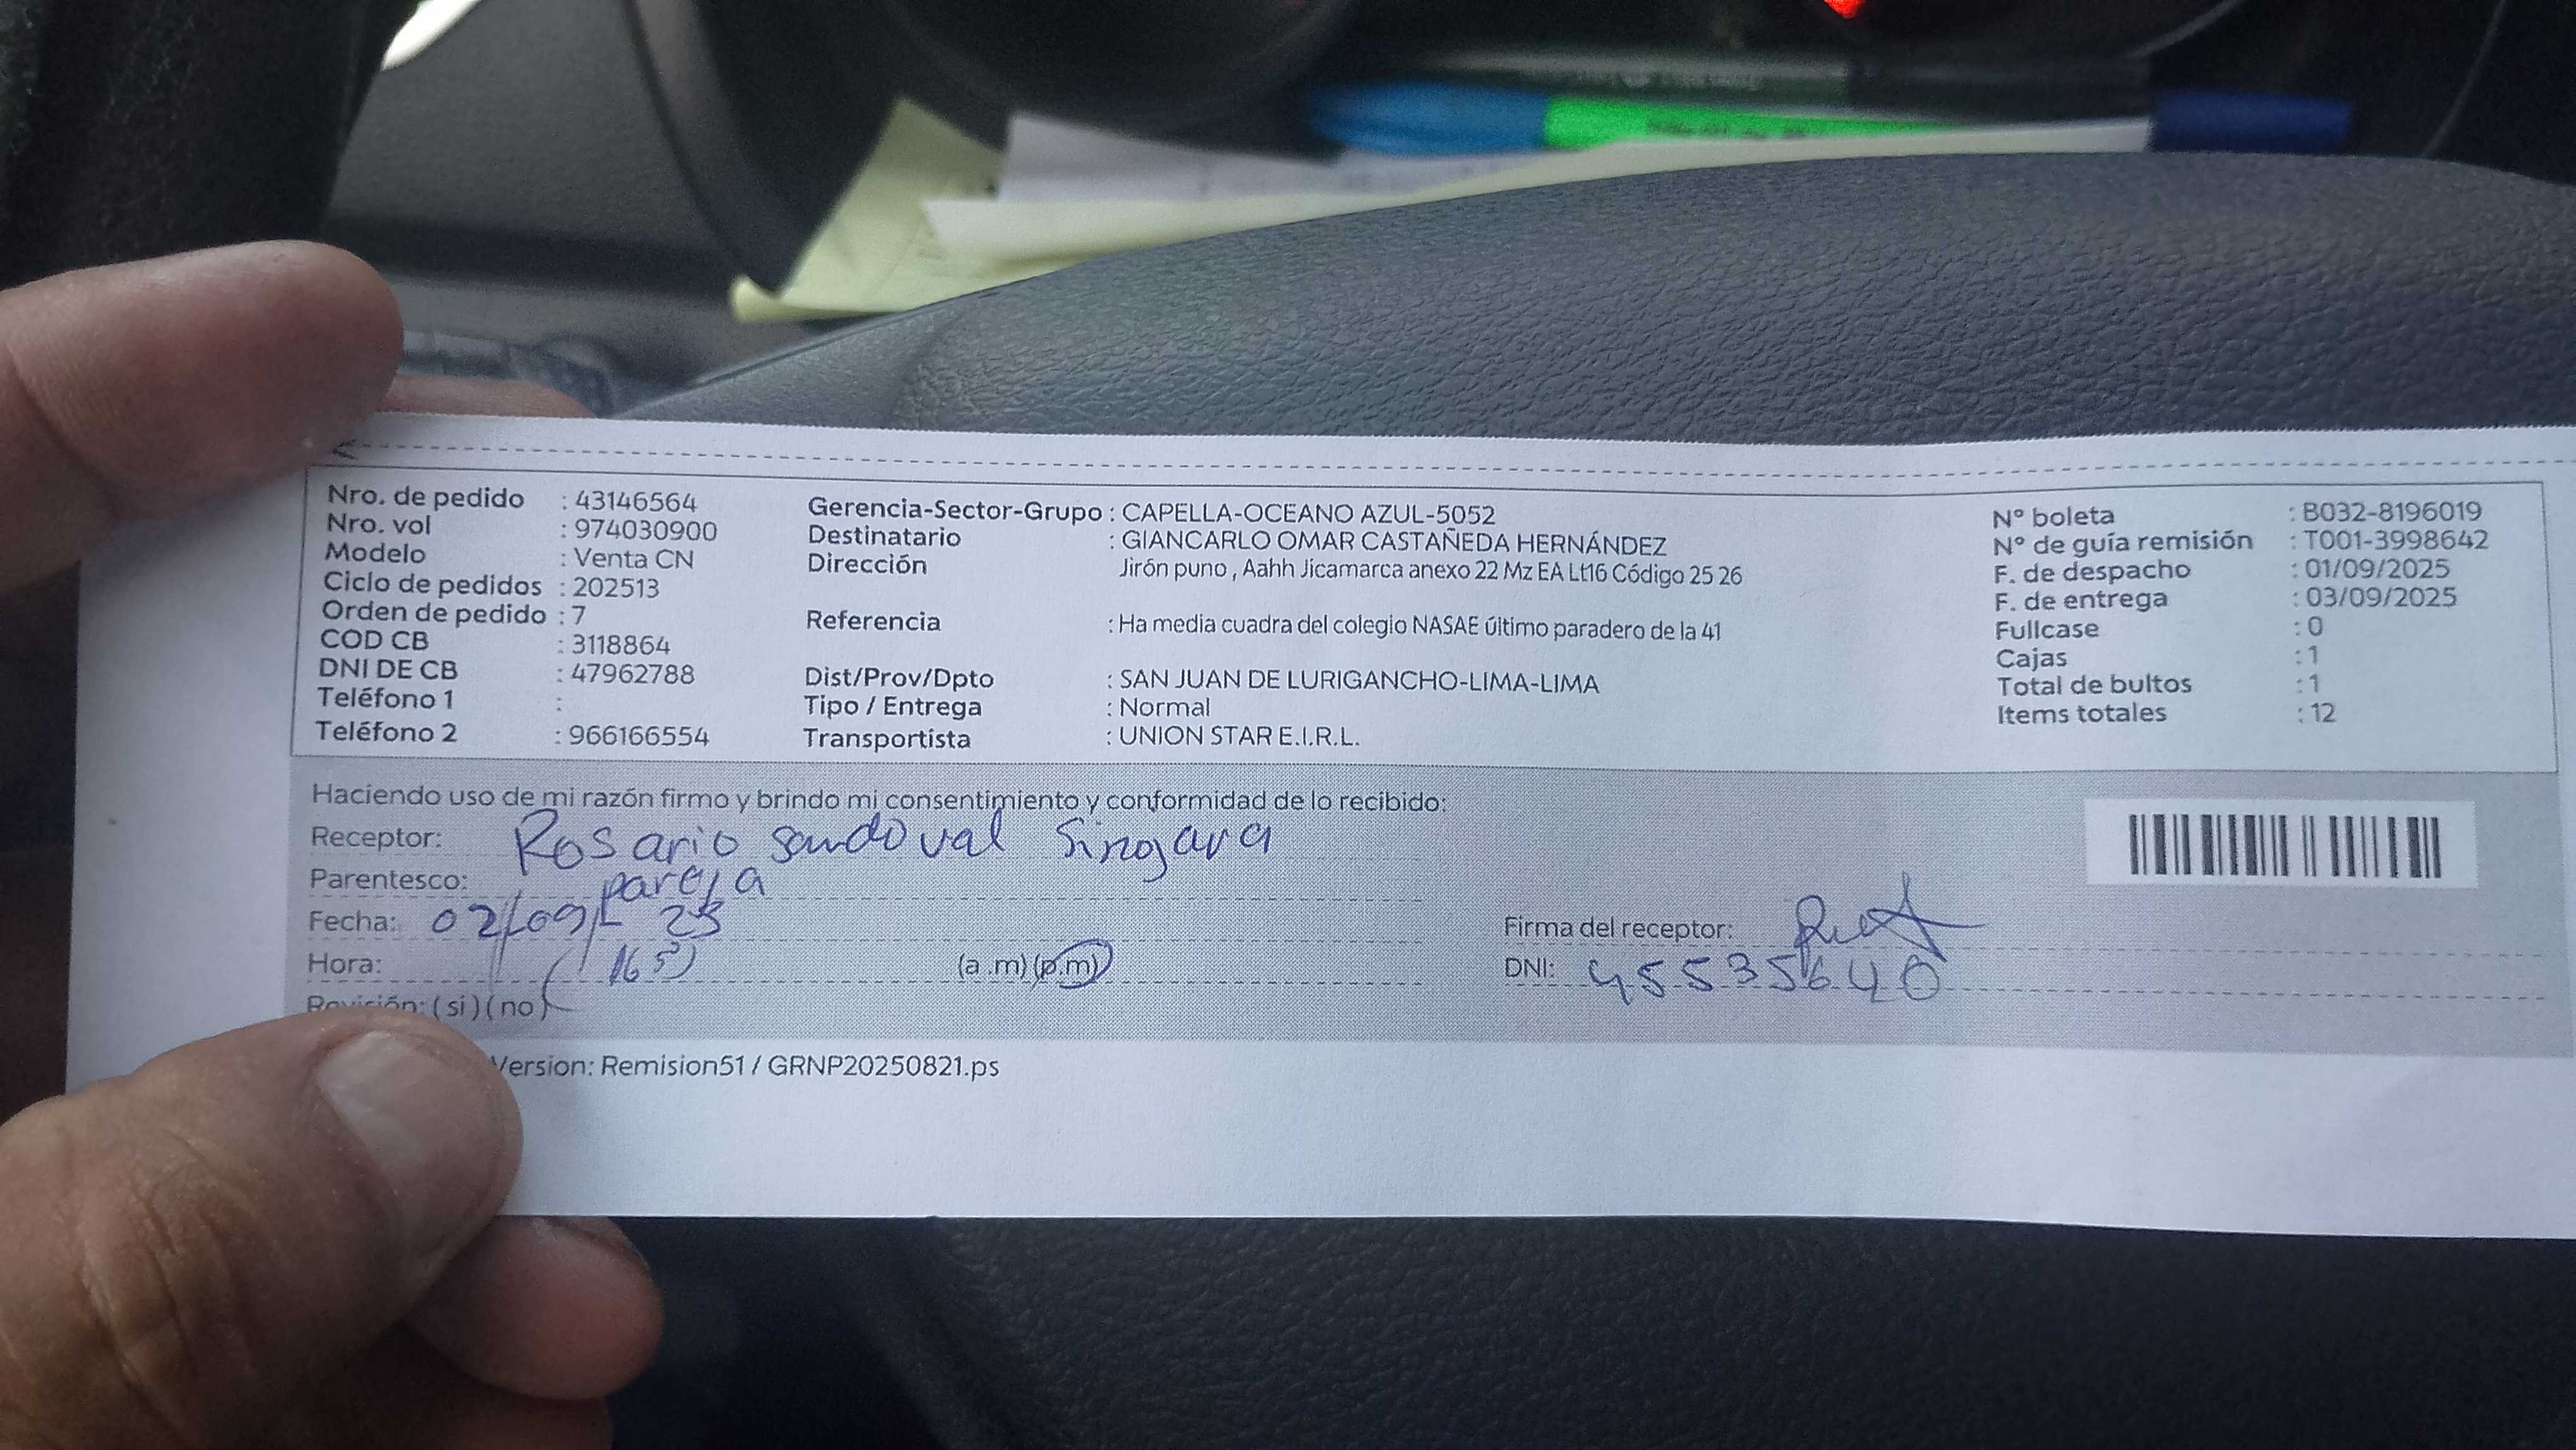 Nro. de pedido : 43146564
Nro. vol : 974030900
Modelo : Venta CN
Ciclo de pedidos : 202513
Orden de pedido : 7
COD CB : 3118864
DNI DE CB : 47962788
Teléfono 1 :
Teléfono 2 : 966166554
Gerencia-Sector-Grupo : CAPELLA-OCEANO AZUL-5052
Destinatario : GIANCARLO OMAR CASTAÑEDA HERNÁNDEZ
Dirección Jirón puno , Aahh Jicamarca anexo 22 Mz EA Lt16 Código 25 26
Referencia : Ha media cuadra del colegio NASAE último paradero de la 41
Dist/Prov/Dpto : SAN JUAN DE LURIGANCHO-LIMA-LIMA
Tipo / Entrega : Normal
Transportista : UNION STAR E.I.R.L.
N° boleta : B032-8196019
N° de guía remisión : T001-3998642
F. de despacho : 01/09/2025
F. de entrega : 03/09/2025
Fullcase : 0
Cajas : 1
Total de bultos : 1
Items totales : 12
Haciendo uso de mi razón firmo y brindo mi consentimiento y conformidad de lo recibido:
Receptor: Rosario sandoval
Parentesco: pareja
Fecha: 02/09/ 25
Hora: (a .m) (p.m)
Revisión: ( si ) ( no )
Firma del receptor:
DNI: 45535640
Version: Remision51 / GRNP20250821.ps